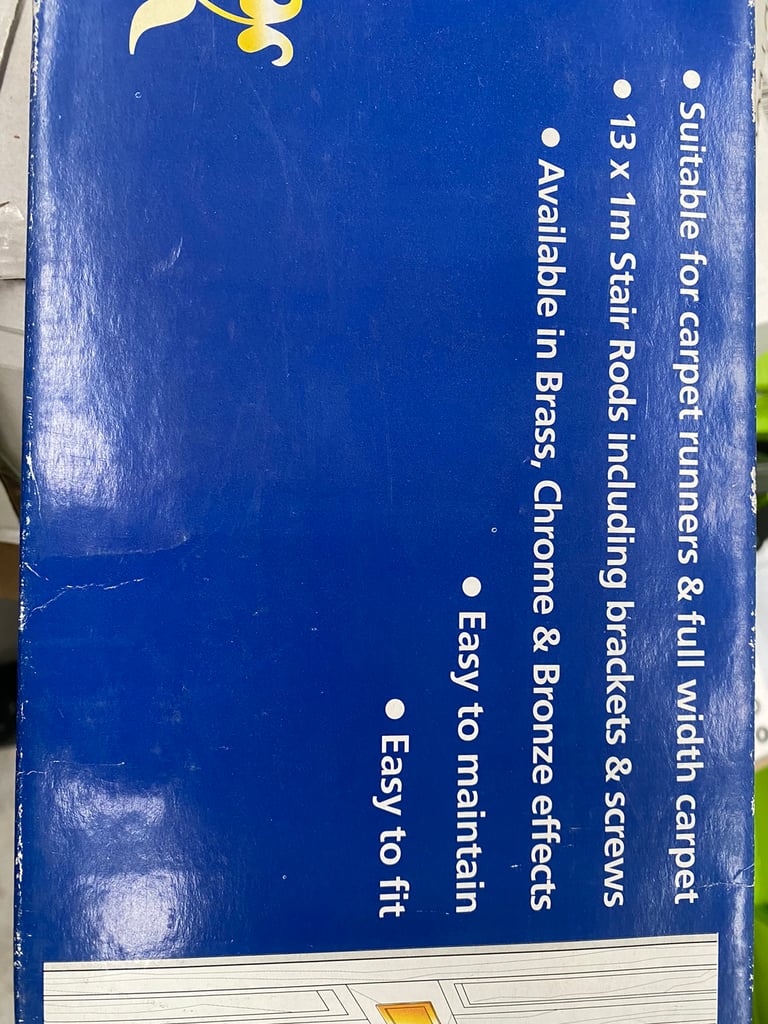 • Suitable for carpet runners & full width carpet
• 13 x 1m Stair Rods including brackets & screws
• Available in Brass, Chrome & Bronze effects
• Easy to maintain
• Easy to fit